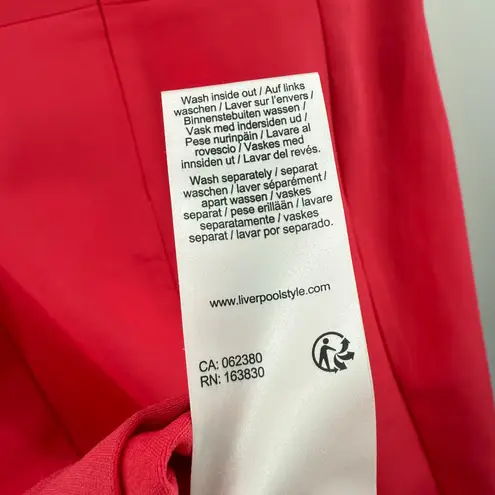 Wash inside out / Auf links
waschen / Laver sur l'envers /
Binnenstebuiten wassen /
Vask med indersiden ud /
Pese nurinpäin / Lavare al
rovescio / Vaskes med
innsiden ut / Lavar del revés.
Wash separately / separat
waschen / laver séparément /
apart wassen / vaskes
separat / pese erillään / lavare
separatamente / vaskes
separat / lavar por separado.
www.liverpoolstyle.com
CA: 062380
RN: 163830